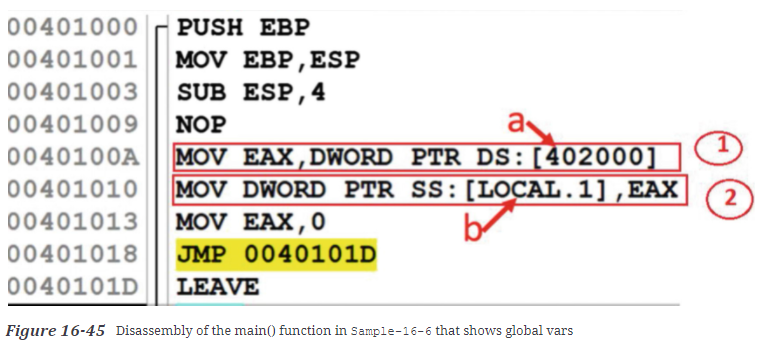 00401000 PUSH EBP
00401001 MOV EBP,ESP
00401003 SUB ESP,4
00401009 NOP
a
0040100A MOV EAX,DWORD PTR DS:[402000] 1
00401010 MOV DWORD PTR SS:[LOCAL.1],EAX 2
00401013 MOV EAX,0 b
00401018 JMP 0040101D
0040101D LEAVE
Figure 16-45 Disassembly of the main() function in Sample-16-6 that shows global vars